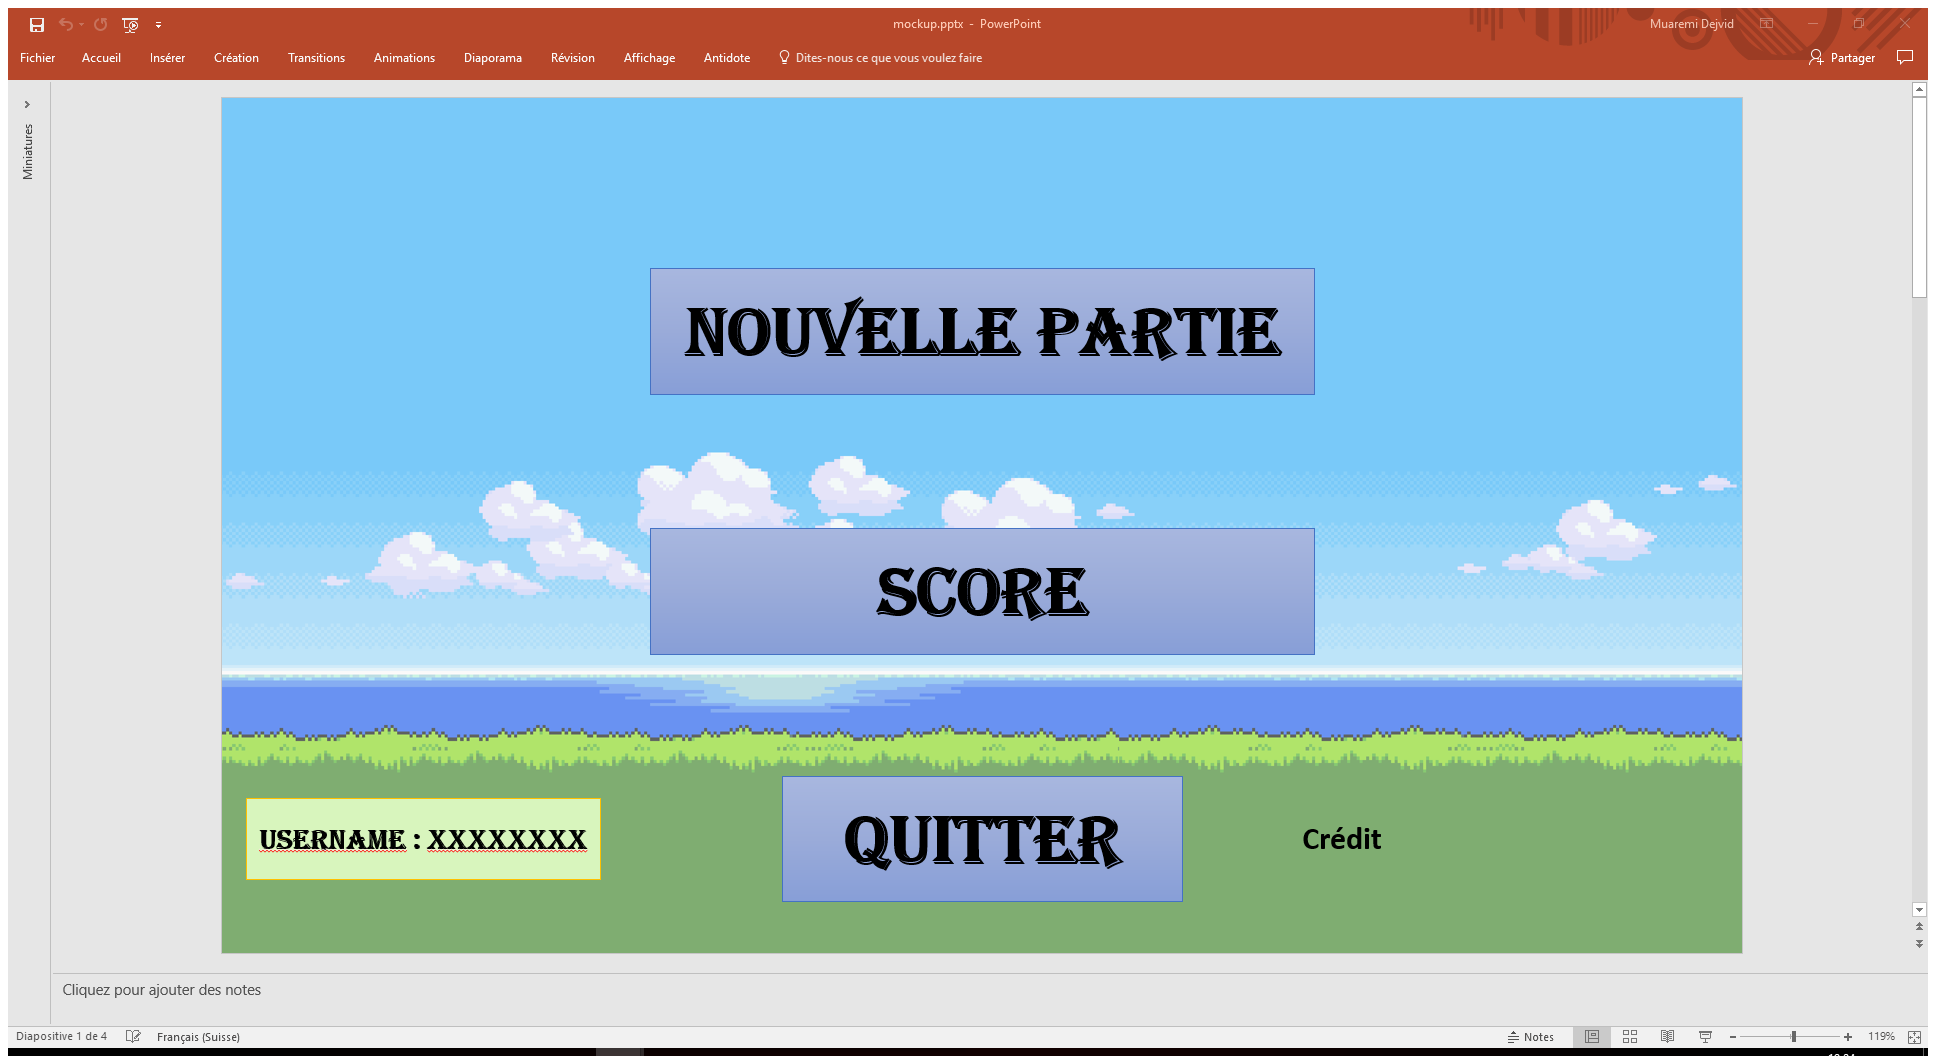 mockup.pptx - PowerPoint
Muaremi Dejvid
Fichier Accueil Insérer Création Transitions Animations Diaporama Révision Affichage Antidote Dites-nous ce que vous voulez faire Partager
Miniatures
NOUVELLE PARTIE
SCORE
USERNAME : XXXXXXXX
QUITTER
Crédit
Cliquez pour ajouter des notes
Diapositive 1 de 4 Français (Suisse) Notes 119%